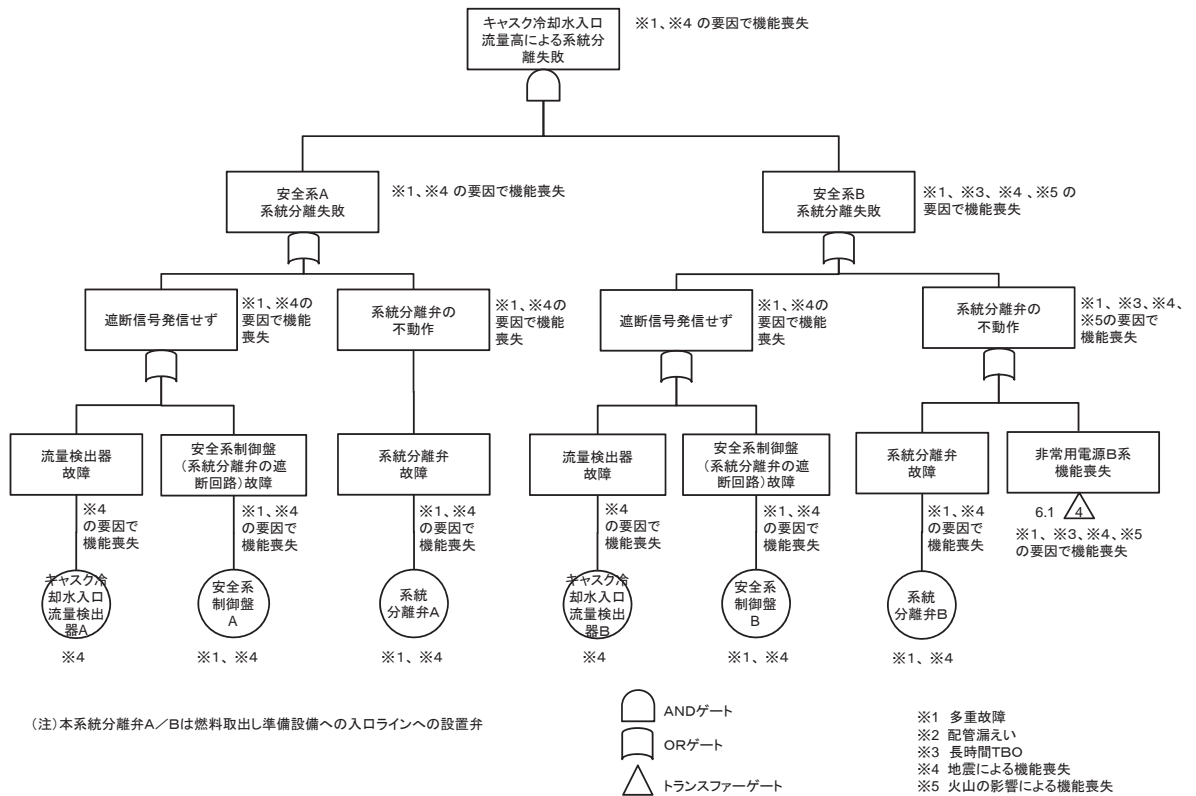 キャスク冷却水入口
流量高による系統分
離失敗
※1、※4 の要因で機能喪失
安全系A
系統分離失敗
※1、※4 の要因で機能喪失
安全系B
系統分離失敗
※1、※3、※4 、※5 の
要因で機能喪失
遮断信号発信せず
※1、※4の
要因で機能
喪失
系統分離弁の
不動作
※1、※4の
要因で機能
喪失
遮断信号発信せず
※1、※4の
要因で機能
喪失
系統分離弁の
不動作
※1、※3、※4、
※5の要因で
機能喪失
流量検出器
故障
安全系制御盤
(系統分離弁の遮
断回路)故障
系統分離弁
故障
流量検出器
故障
安全系制御盤
(系統分離弁の遮
断回路)故障
系統分離弁
故障
非常用電源B系
機能喪失
※4
の要因で
機能喪失
※1、※4
の要因で
機能喪失
※1、※4
の要因で
機能喪失
※4
の要因で
機能喪失
※1、※4
の要因で
機能喪失
※1、※4
の要因で
機能喪失
6.1 4
※1、※3、※4、※5
の要因で機能喪失
キャスク冷
却水入口
流量検出
器A
安全系
制御盤
A
系統
分離弁A
キャスク冷
却水入口
流量検出
器B
安全系
制御盤
B
系統
分離弁B
※4
※1、※4
※1、※4
※4
※1、※4
※1、※4
(注)本系統分離弁A/Bは燃料取出し準備設備への入口ラインへの設置弁
ANDゲート
ORゲート
トランスファーゲート
※1 多重故障
※2 配管漏えい
※3 長時間TBO
※4 地震による機能喪失
※5 火山の影響による機能喪失